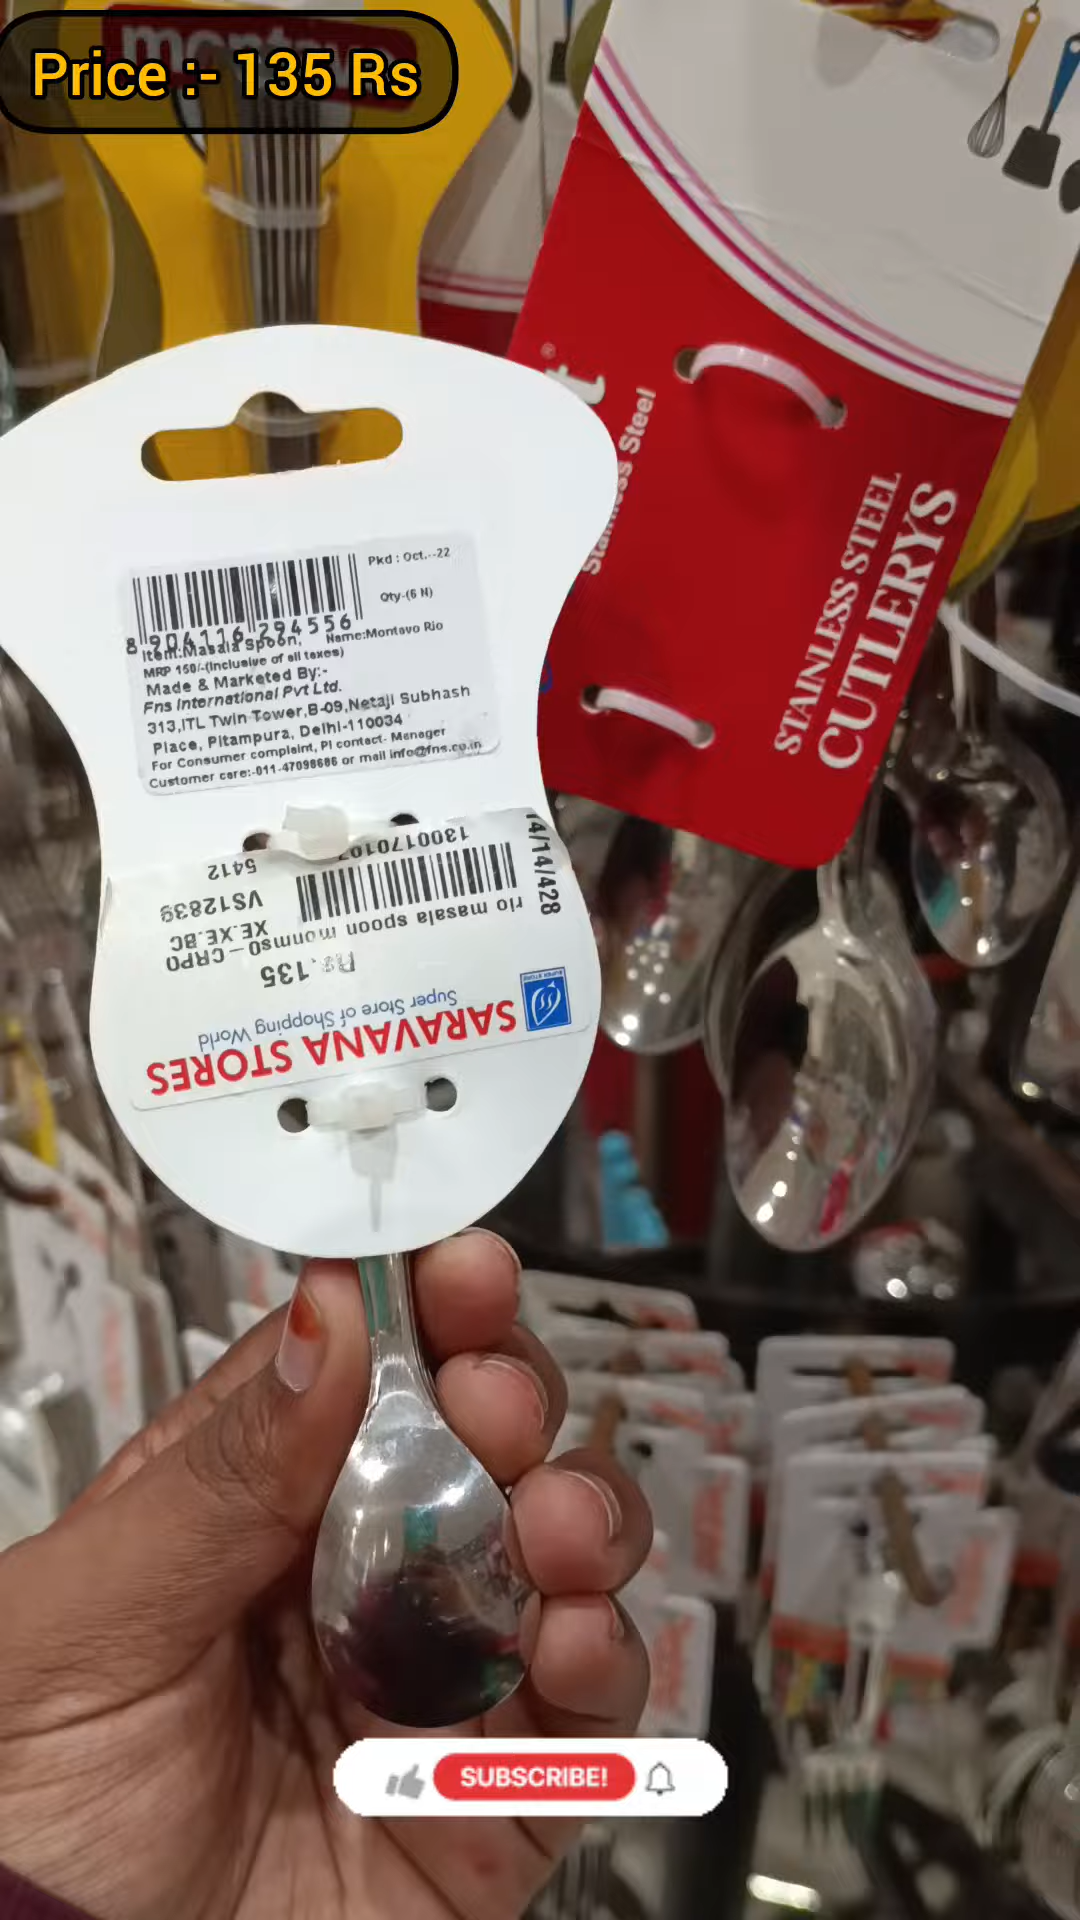 Price :- 135 Rs
Stainless Steel
STAINLESS STEEL
CUTLERYS
Pkd : Oct.-22
Qty-(6 N)
8 904116 294556
Item:Masala Spoon, Name:Montavo Rio
MRP 150/-(Inclusive of all taxes)
Made & Marketed By:-
Fns International Pvt Ltd.
313,ITL Twin Tower,B-09,Netaji Subhash
Place, Pitampura, Delhi-110034
For Consumer complaint, Pl contact- Manager
Customer care:-011-47098686 or mail info@fns.co.in
SARAVANA STORES
Super Store of Shopping World
SUPER STORE
Rs.135
rio masala spoon monmso-CRPO
XE.XE.BC
VS12839
5412
14/14/428
SUBSCRIBE!